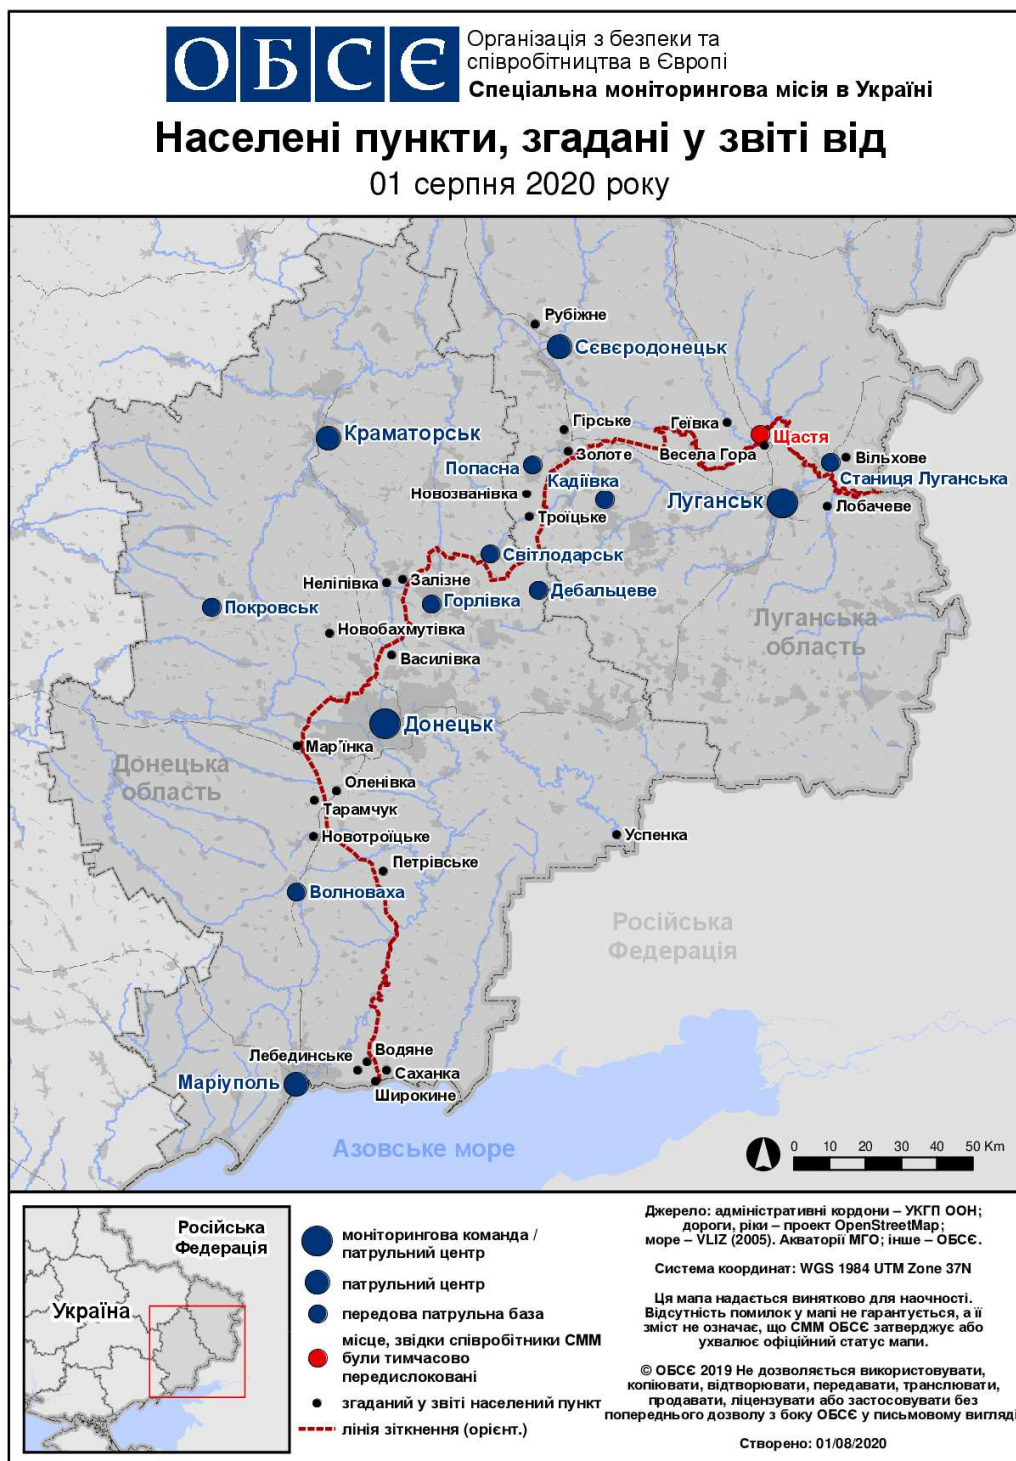 ОБСЄ
Організація з безпеки та
співробітництва в Європі
Спеціальна моніторингова місія в Україні
Населені пункти, згадані у звіті від
01 серпня 2020 року
Рубіжне
Сєвєродонецьк
Гірське
Геївка
Щастя
Краматорськ
Золоте
Весела Гора
Вільхове
Попасна
Кадіївка
Станиця Луганська
Новозванівка
Луганськ
Лобачеве
Троїцьке
Світлодарськ
Неліпівка
Залізне
Дебальцеве
Покровськ
Горлівка
Луганська
область
Новобахмутівка
Василівка
Донецьк
Мар'їнка
Донецька
область
Оленівка
Тарамчук
Новотроїцьке
Успенка
Петрівське
Волноваха
Російська
Федерація
Водяне
Лебединське
Саханка
Маріуполь
Широкине
Азовське море
0 10 20 30 40 50 Km
Російська
Федерація
Україна
моніторингова команда /
патрульний центр
патрульний центр
передова патрульна база
місце, звідки співробітники СММ
були тимчасово
передислоковані
згаданий у звіті населений пункт
лінія зіткнення (орієнт.)
Джерело: адміністративні кордони – УКГП ООН;
дороги, ріки – проект OpenStreetMap;
море – VLIZ (2005). Акваторії МГО; інше – ОБСЄ.
Система координат: WGS 1984 UTM Zone 37N
Ця мапа надається винятково для наочності.
Відсутність помилок у мапі не гарантується, а її
зміст не означає, що СММ ОБСЄ затверджує або
ухвалює офіційний статус мапи.
© ОБСЄ 2019 Не дозволяється використовувати,
копіювати, відтворювати, передавати, транслювати,
продавати, ліцензувати або застосовувати без
попереднього дозволу з боку ОБСЄ у письмовому вигляді
Створено: 01/08/2020